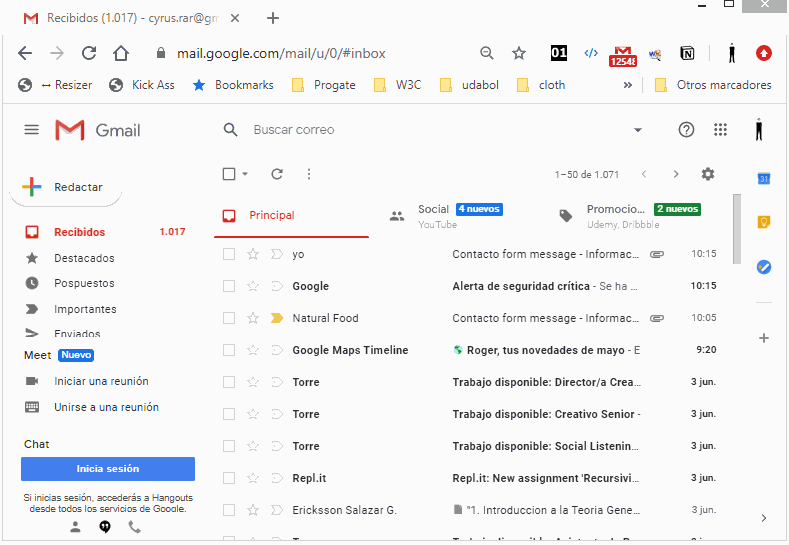 Recibidos (1.017) - cyrus.rar@gm
mail.google.com/mail/u/0/#inbox
01
12548
Resizer Kick Ass Bookmarks Progate W3C udabol cloth » Otros marcadores
Gmail
Buscar correo
Redactar
1–50 de 1.071
31
Principal
Social 4 nuevos
YouTube
Promocio... 2 nuevos
Udemy, Dribbble
Recibidos 1.017
Destacados
Pospuestos
Importantes
Enviados
Meet Nuevo
Iniciar una reunión
Unirse a una reunión
Chat
Inicia sesión
Si inicias sesión, accederás a Hangouts
desde todos los servicios de Google.
yo Contacto form message - Informac... 10:15
Google Alerta de seguridad crítica - Se ha ... 10:15
Natural Food Contacto form message - Informac... 10:05
Google Maps Timeline Roger, tus novedades de mayo - E 9:20
Torre Trabajo disponible: Director/a Crea... 3 jun.
Torre Trabajo disponible: Creativo Senior - 3 jun.
Torre Trabajo disponible: Social Listenin... 3 jun.
Repl.it Repl.it: New assignment 'Recursivi... 3 jun.
Ericksson Salazar G. "1. Introduccion a la Teoria Gene... 3 jun.
Torre 3 jun.